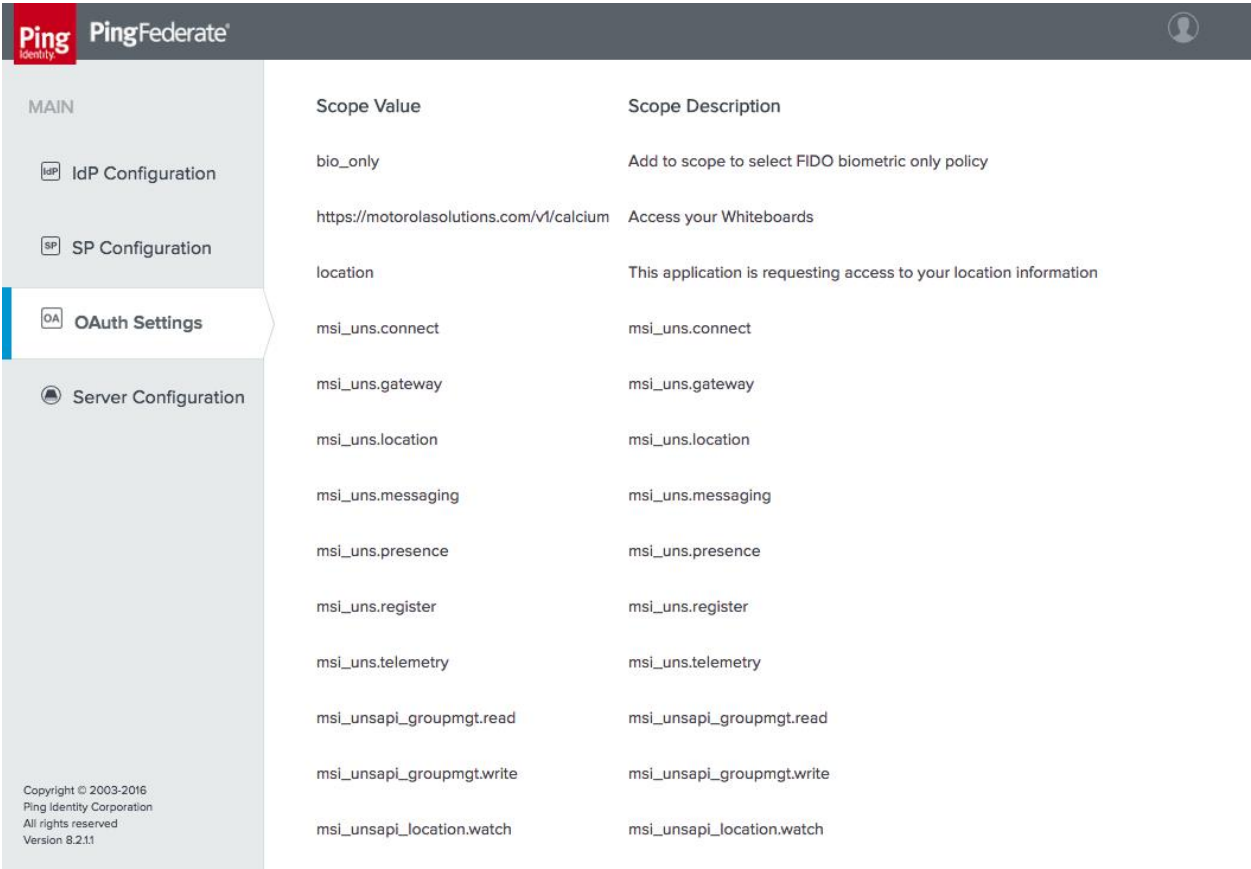 Ping
Identity.
PingFederate®
MAIN
IdP IdP Configuration
SP SP Configuration
OA OAuth Settings
Server Configuration
Copyright © 2003-2016
Ping Identity Corporation
All rights reserved
Version 8.2.1.1
Scope Value Scope Description
bio_only Add to scope to select FIDO biometric only policy
https://motorolasolutions.com/v1/calcium Access your Whiteboards
location This application is requesting access to your location information
msi_uns.connect msi_uns.connect
msi_uns.gateway msi_uns.gateway
msi_uns.location msi_uns.location
msi_uns.messaging msi_uns.messaging
msi_uns.presence msi_uns.presence
msi_uns.register msi_uns.register
msi_uns.telemetry msi_uns.telemetry
msi_unsapi_groupmgt.read msi_unsapi_groupmgt.read
msi_unsapi_groupmgt.write msi_unsapi_groupmgt.write
msi_unsapi_location.watch msi_unsapi_location.watch